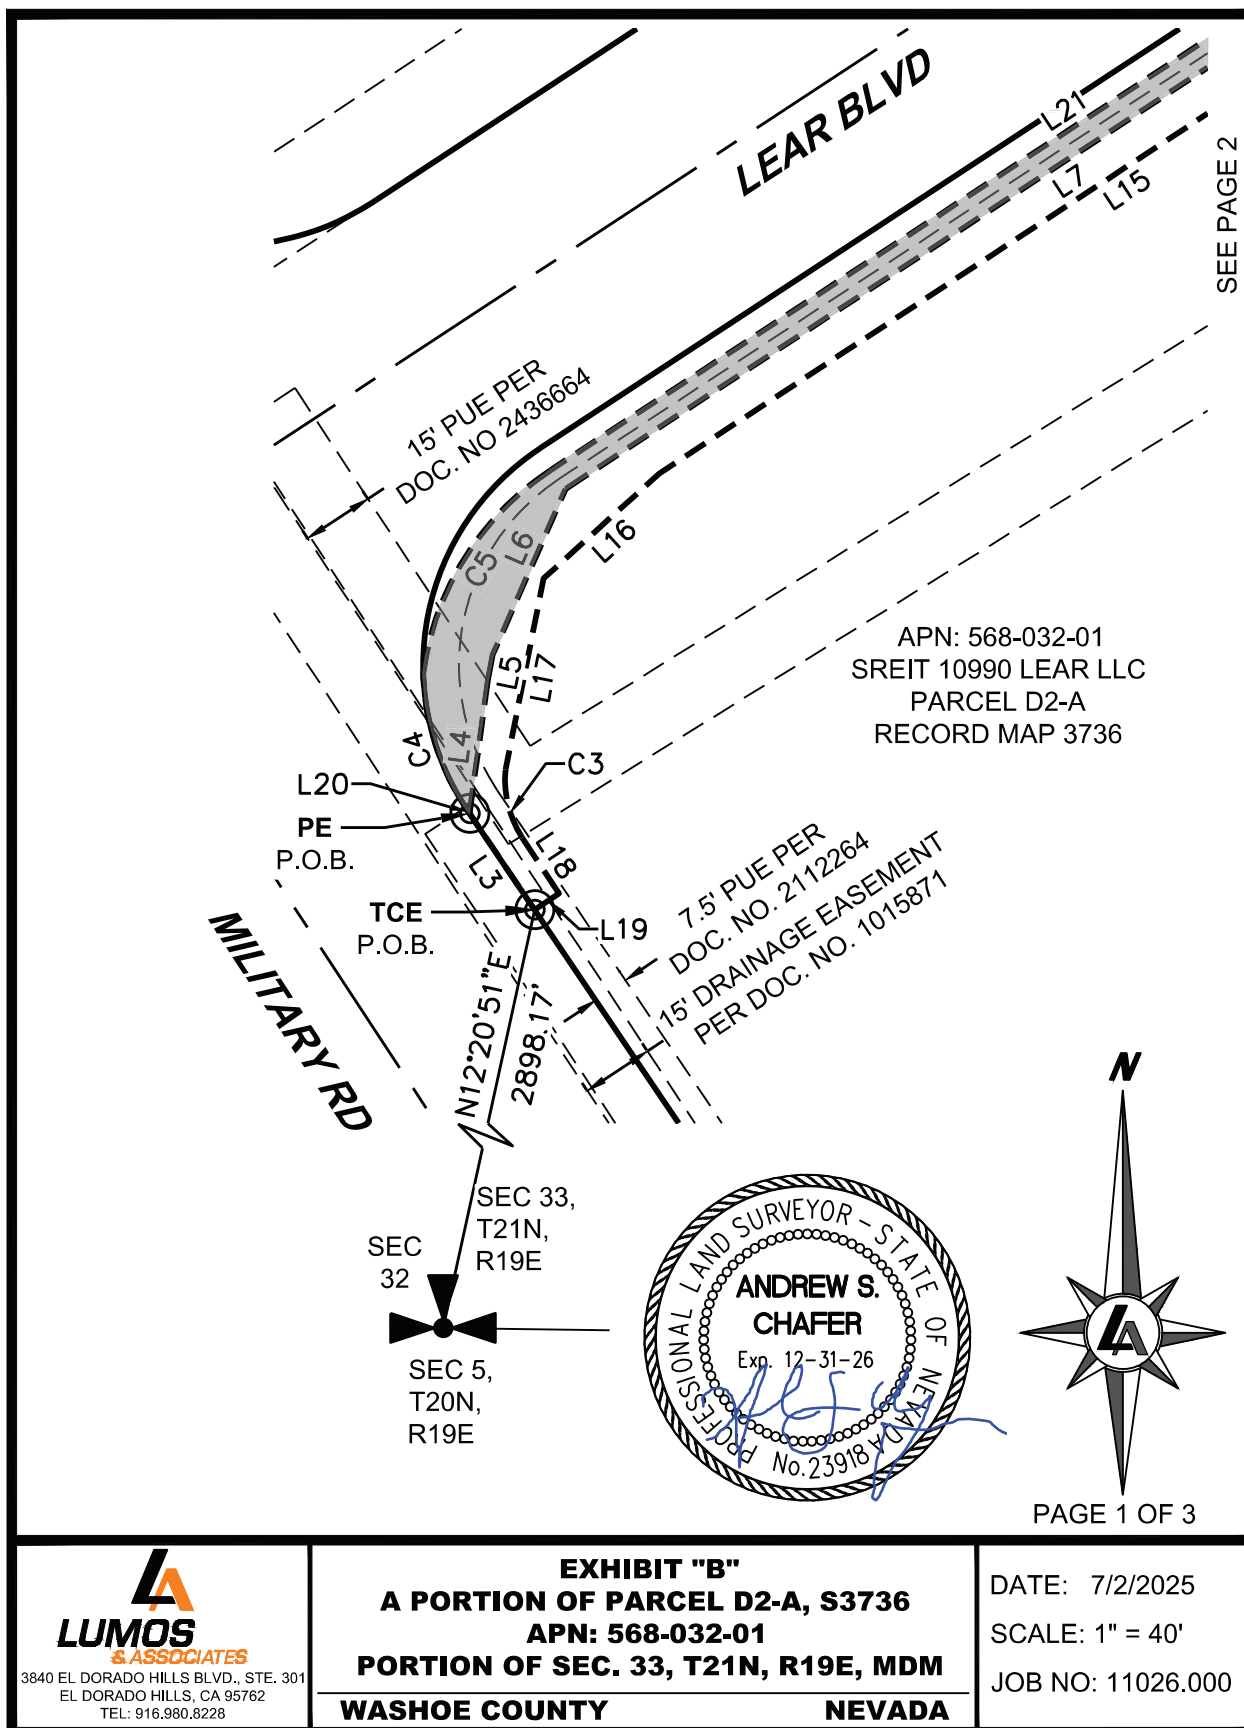 LEAR BLVD
L21
L7
L15
SEE PAGE 2
15' PUE PER
DOC. NO 2436664
C5
L6
L16
L5
L17
C4
L4
C3
APN: 568-032-01
SREIT 10990 LEAR LLC
PARCEL D2-A
RECORD MAP 3736
L20
PE
P.O.B.
L3
L18
TCE
P.O.B.
L19
7.5' PUE PER
DOC. NO. 2112264
15' DRAINAGE EASEMENT
PER DOC. NO. 1015871
MILITARY RD
N12°20'51"E
2898.17'
N
SEC 33,
T21N,
R19E
SEC
32
SEC 5,
T20N,
R19E
PROFESSIONAL LAND SURVEYOR - STATE OF NEVADA
ANDREW S.
CHAFER
Exp. 12-31-26
No. 23918
LA
PAGE 1 OF 3
LA
LUMOS
& ASSOCIATES
3840 EL DORADO HILLS BLVD., STE. 301
EL DORADO HILLS, CA 95762
TEL: 916.980.8228
EXHIBIT "B"
A PORTION OF PARCEL D2-A, S3736
APN: 568-032-01
PORTION OF SEC. 33, T21N, R19E, MDM
WASHOE COUNTY NEVADA
DATE: 7/2/2025
SCALE: 1" = 40'
JOB NO: 11026.000